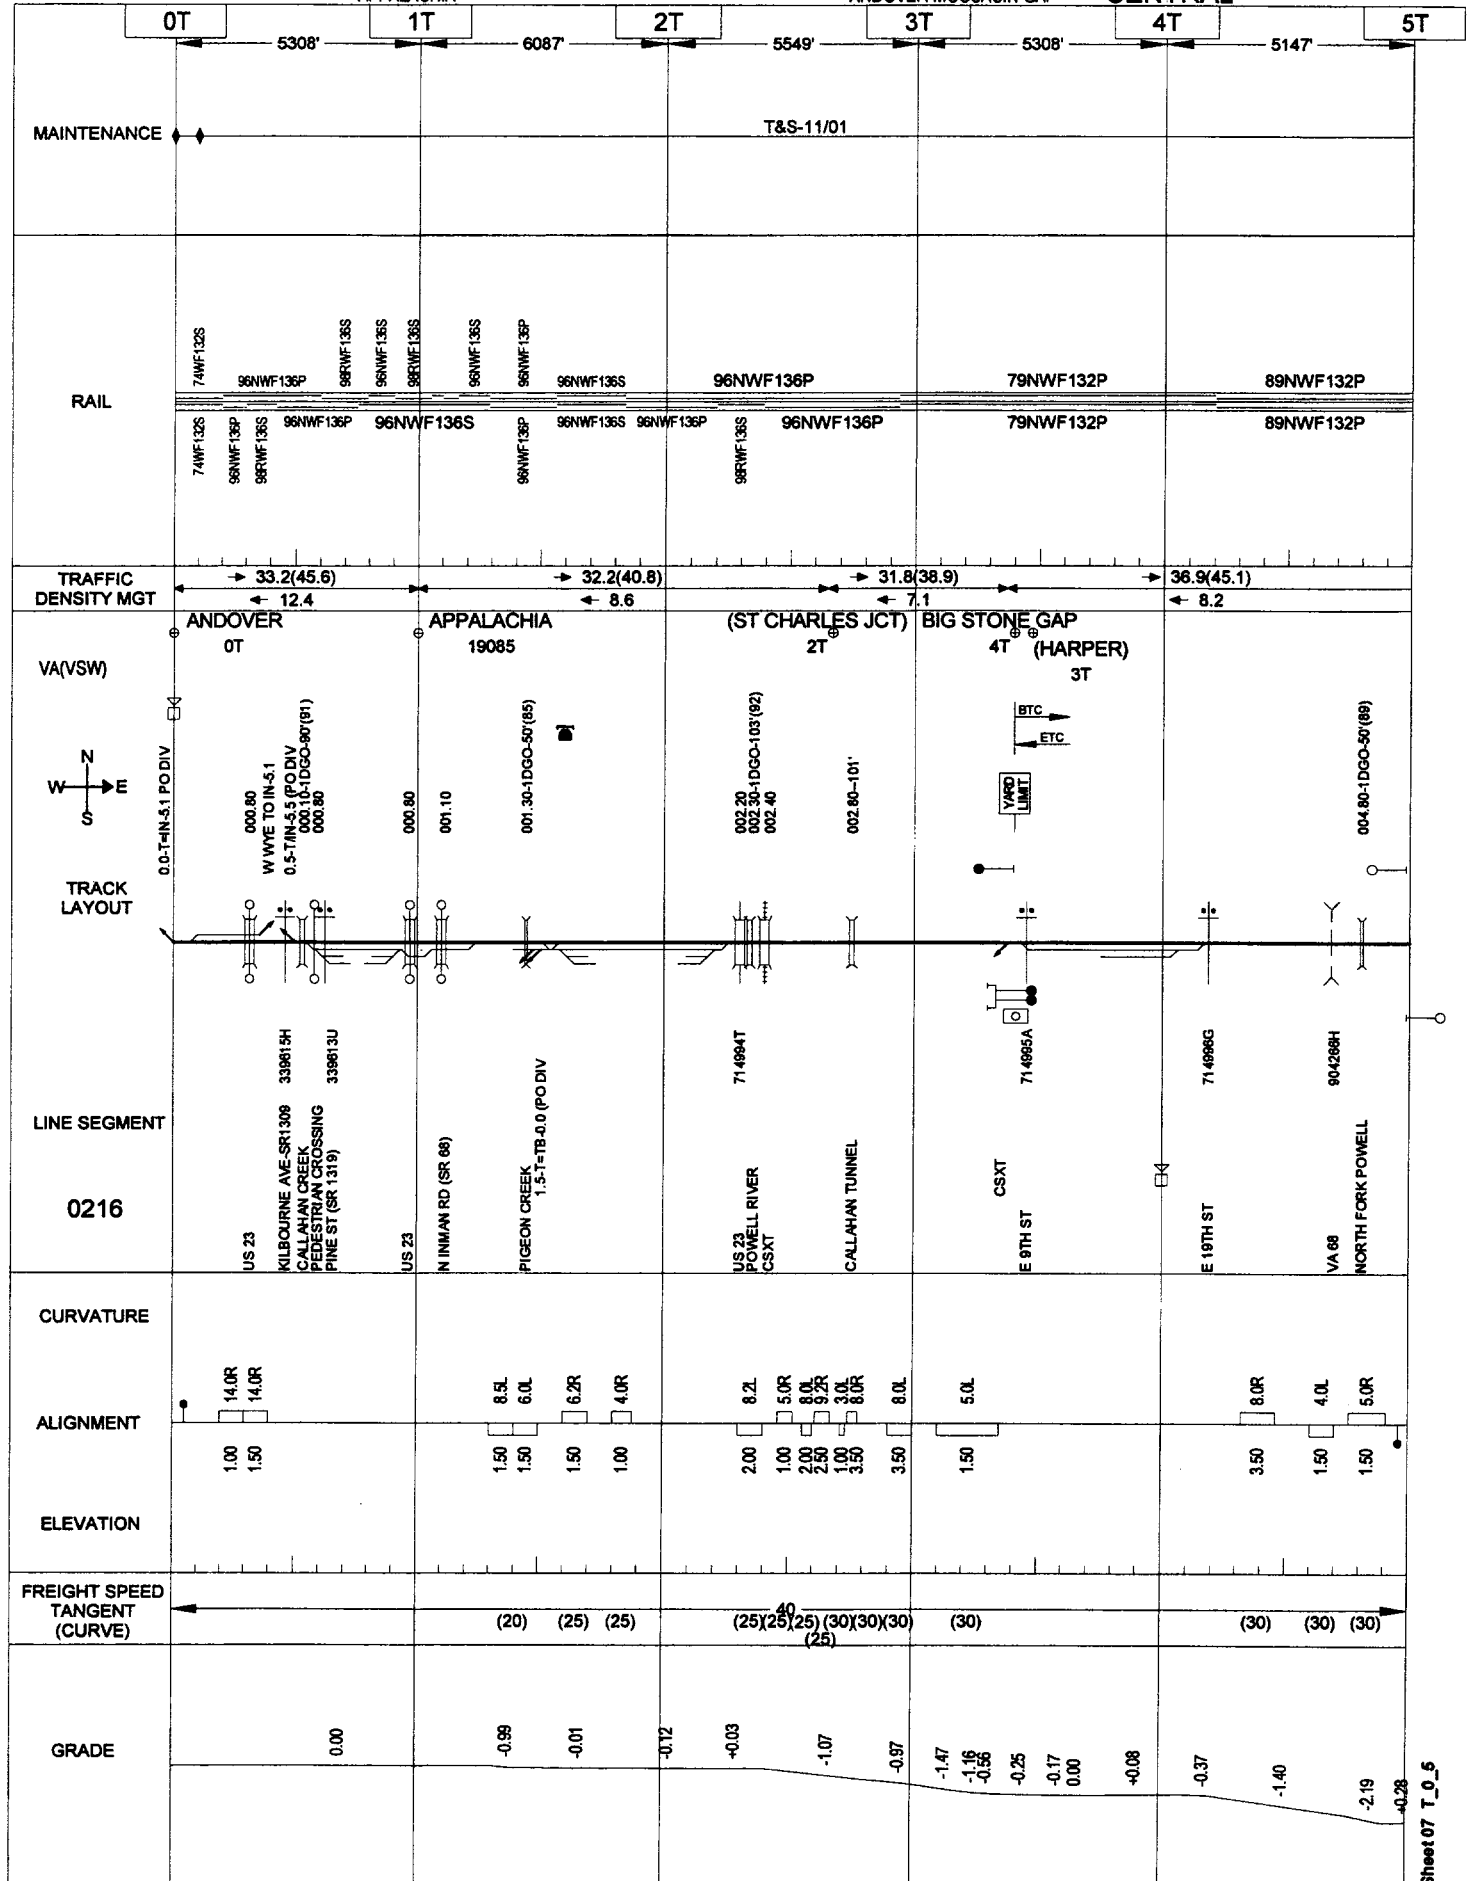 0T 1T 2T 3T 4T 5T
5308' 6087' 5549' 5308' 5147'
MAINTENANCE
T&S-11/01
74WF132S
96NWF136P
98RWF136S
96NWF136S
98RWF136S
96NWF136S
96NWF136P
96NWF136S
96NWF136P
79NWF132P
89NWF132P
RAIL
74WF132S
96NWF136P
98RWF136S
96NWF136P
96NWF136S
96NWF136P
96NWF136S
96NWF136P
98RWF136S
96NWF136P
79NWF132P
89NWF132P
TRAFFIC
DENSITY MGT
33.2(45.6)
12.4
32.2(40.8)
8.6
31.8(38.9)
7.1
36.9(45.1)
8.2
ANDOVER
0T
APPALACHIA
19085
(ST CHARLES JCT)
2T
BIG STONE GAP
4T
(HARPER)
3T
VA(VSW)
N
W E
S
BTC
ETC
YARD
LIMIT
TRACK
LAYOUT
0.0-T=IN-5.1 PO DIV
000.80
W WYE TO IN-5.1
0.5-T/IN-5.5 (PO DIV
000.10-1DGO-90'(91)
000.80
000.80
001.10
001.30-1DGO-50'(85)
002.20
002.30-1DGO-103'(92)
002.40
002.80--101'
004.80-1DGO-50'(89)
339615H
339613U
714994T
714995A
714996G
904266H
LINE SEGMENT
0216
US 23
KILBOURNE AVE-SR1309
CALLAHAN CREEK
PEDESTRIAN CROSSING
PINE ST (SR 1319)
US 23
N INMAN RD (SR 68)
PIGEON CREEK
1.5-T=TB-0.0 (PO DIV
US 23
POWELL RIVER
CSXT
CALLAHAN TUNNEL
CSXT
E 9TH ST
E 19TH ST
VA 68
NORTH FORK POWELL
CURVATURE
14.0R
14.0R
8.5L
6.0L
6.2R
4.0R
8.2L
5.0R
8.0L
9.2R
3.0L
8.0R
8.0L
5.0L
8.0R
4.0L
5.0R
ALIGNMENT
1.00
1.50
1.50
1.50
1.50
1.00
2.00
1.00
2.00
2.50
1.00
3.50
3.50
1.50
3.50
1.50
1.50
ELEVATION
FREIGHT SPEED
TANGENT
(CURVE)
40
(20) (25) (25) (25)(25)(25) (30)(30)(30) (30) (30) (30) (30)
(25)
GRADE
0.00
-0.99
-0.01
-0.12
+0.03
-1.07
-0.97
-1.47
-1.16
-0.56
-0.25
-0.17
0.00
+0.08
-0.37
-1.40
-2.19
+0.28
Sheet 07 T_0_5